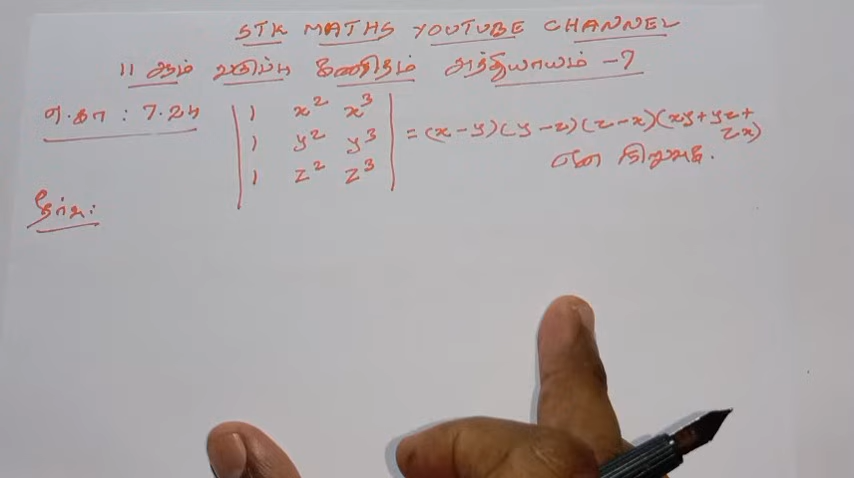 STK MATHS YOUTUBE CHANNEL
11 ஆம் வகுப்பு கணிதம் அத்தியாயம் - 7
எ.கா : 7.24
| 1 x² x³ |
| 1 y² y³ | = (x - y)(y - z)(z - x)(xy + yz + zx)
| 1 z² z³ |
என நிறுவுக.
தீர்வு: